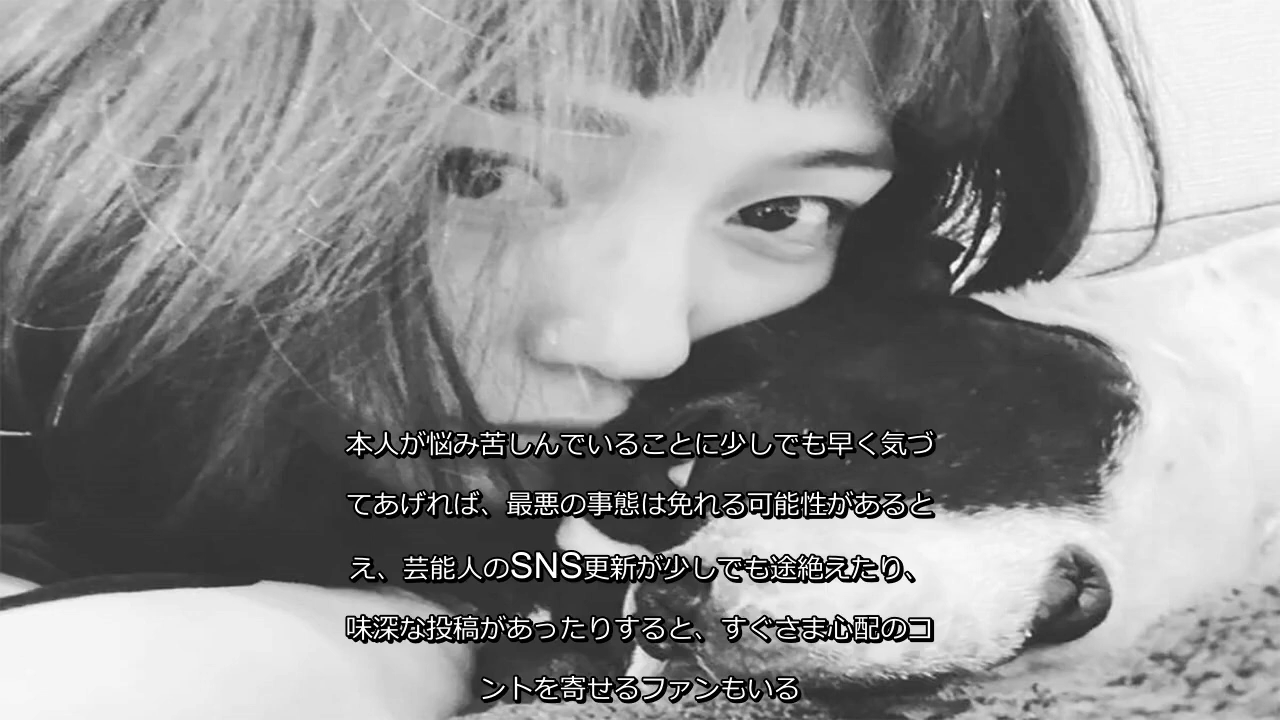 本人が悩み苦しんでいることに少しでも早く気づ
てあげれば、最悪の事態は免れる可能性があると
え、芸能人のSNS更新が少しでも途絶えたり、
味深な投稿があったりすると、すぐさま心配のコ
ントを寄せるファンもいる